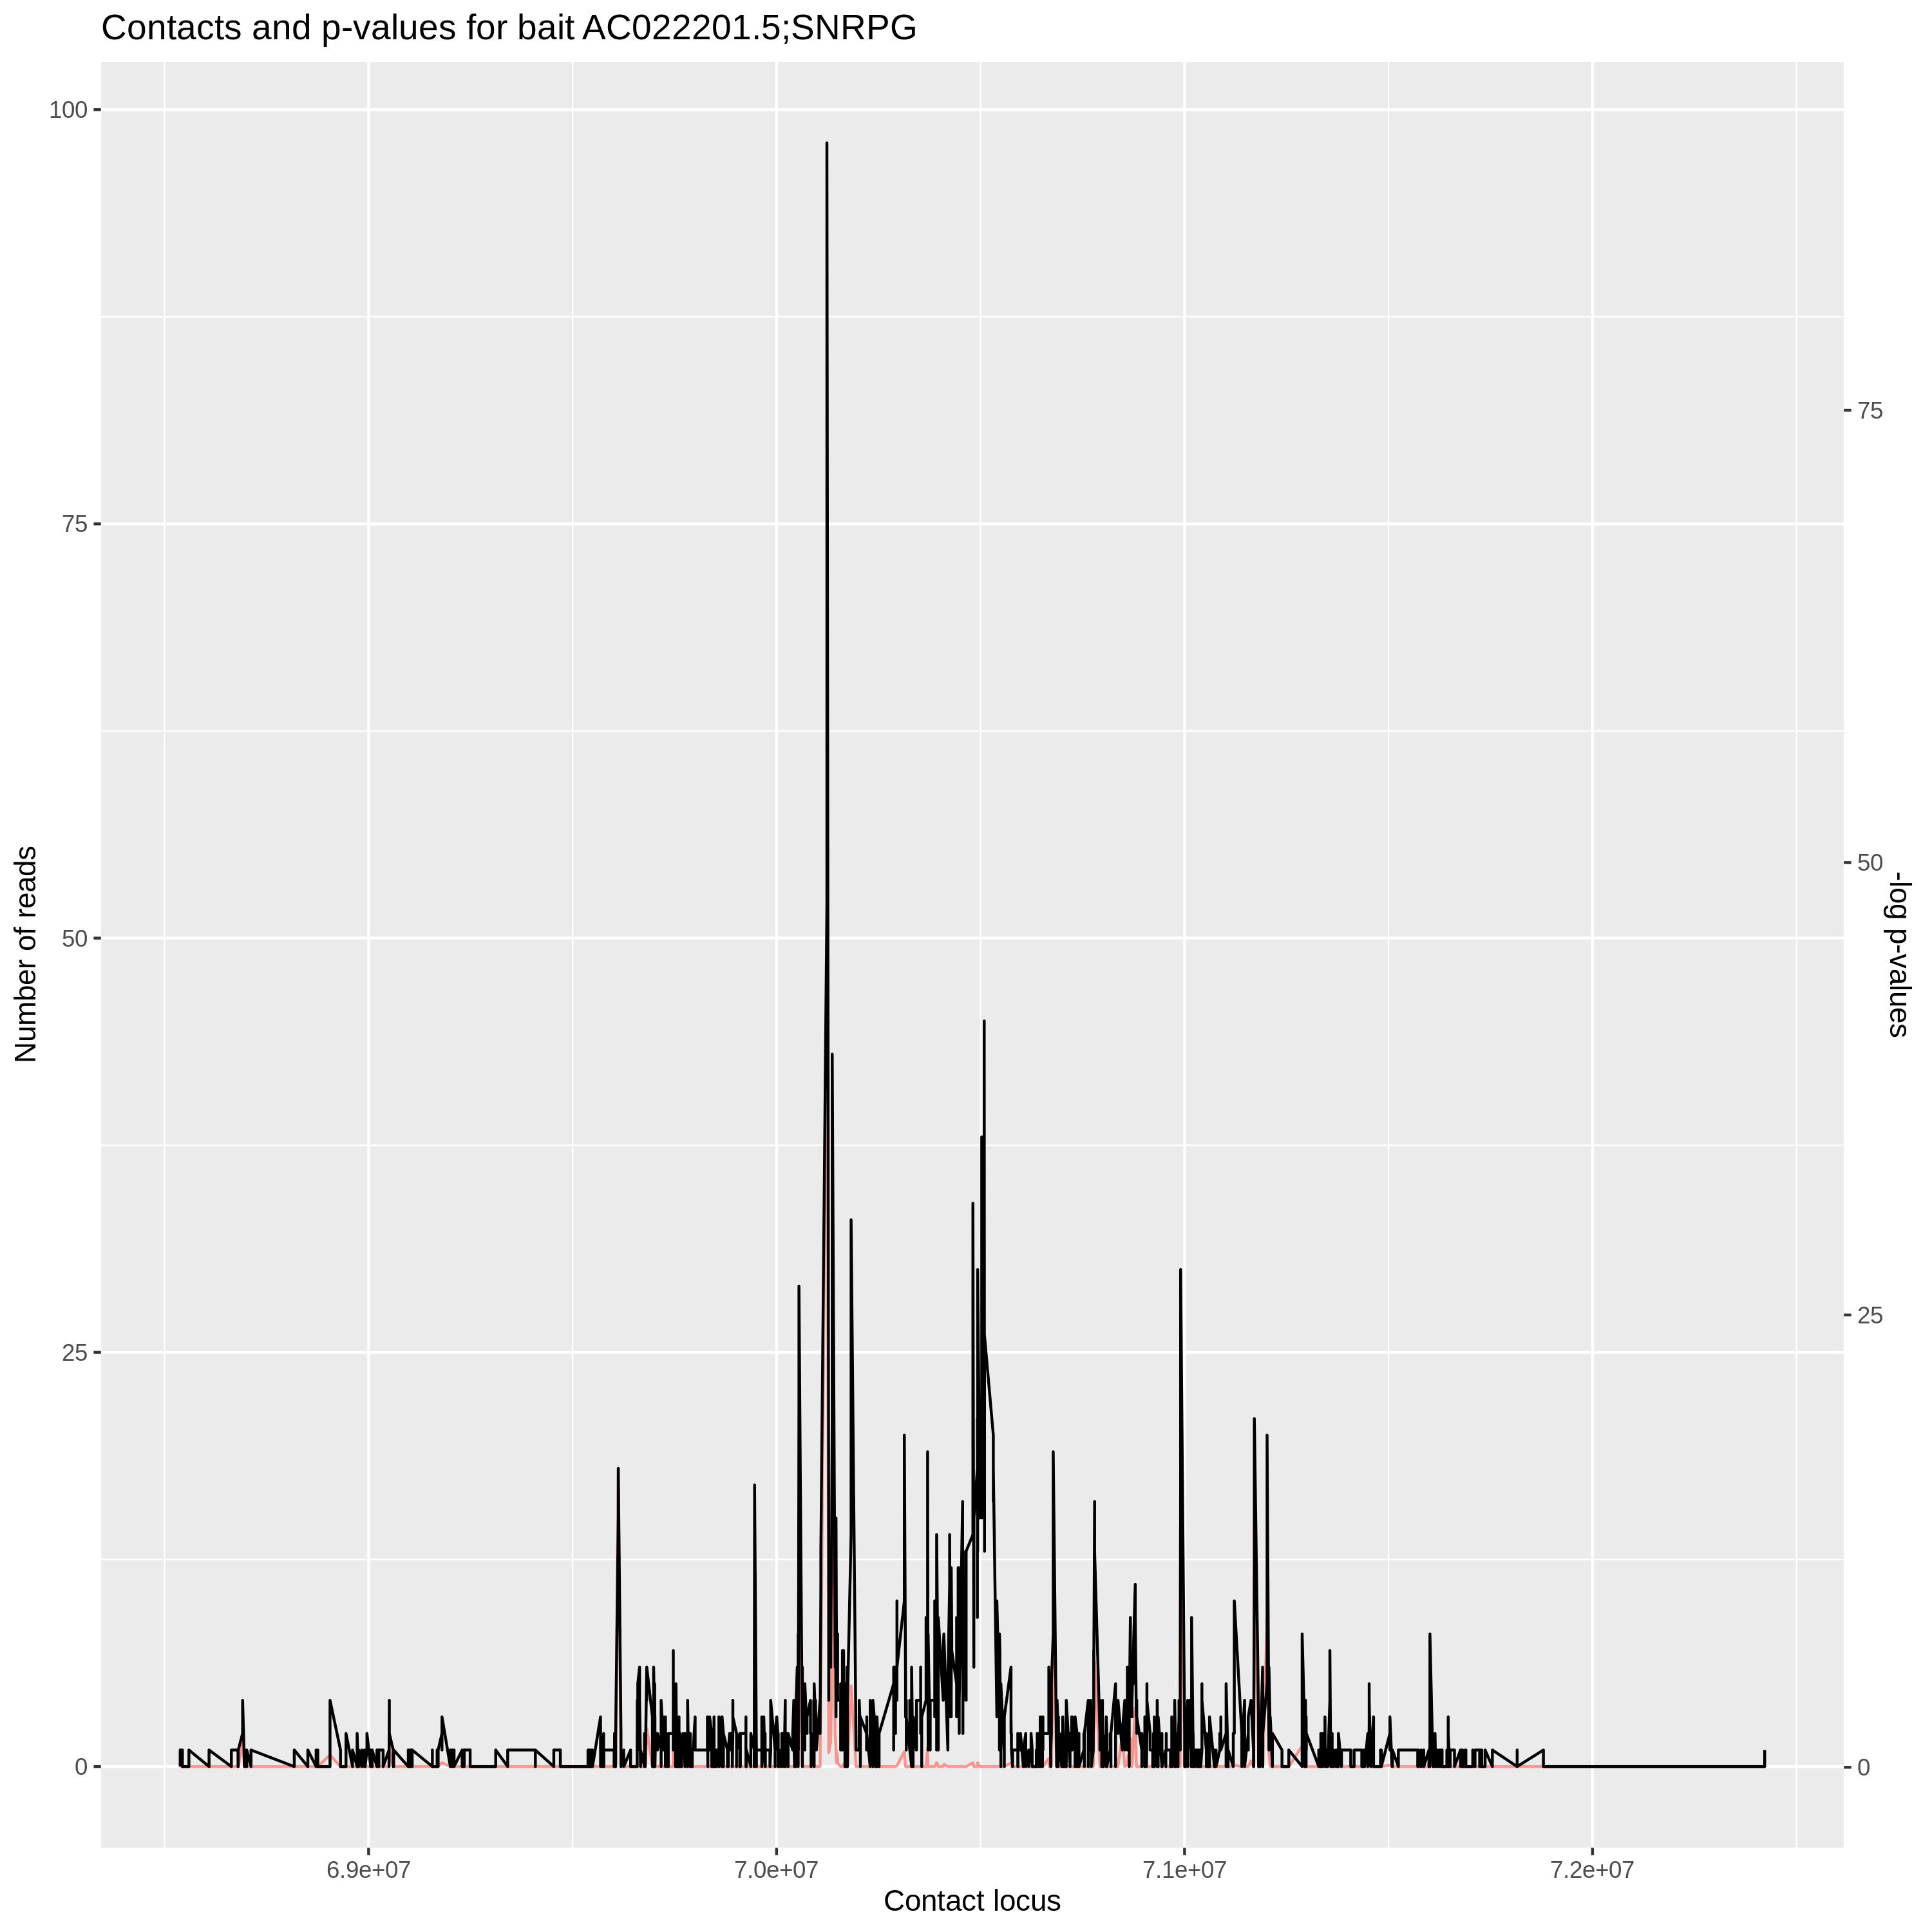 Contacts and p-values for bait AC022201.5;SNRPG
100
75
50
25
0
Number of reads
75
50
25
0
-log p-values
6.9e+07
7.0e+07
7.1e+07
7.2e+07
Contact locus